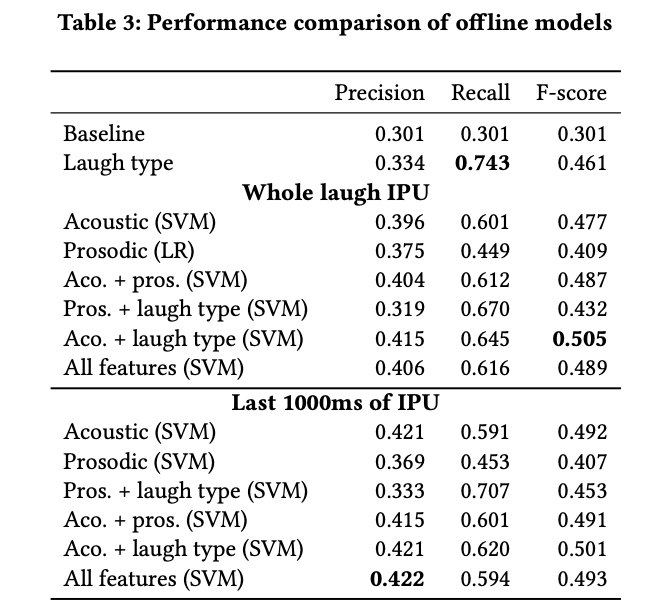 Table 3: Performance comparison of offline models
Precision Recall F-score
Baseline 0.301 0.301 0.301
Laugh type 0.334 0.743 0.461
Whole laugh IPU
Acoustic (SVM) 0.396 0.601 0.477
Prosodic (LR) 0.375 0.449 0.409
Aco. + pros. (SVM) 0.404 0.612 0.487
Pros. + laugh type (SVM) 0.319 0.670 0.432
Aco. + laugh type (SVM) 0.415 0.645 0.505
All features (SVM) 0.406 0.616 0.489
Last 1000ms of IPU
Acoustic (SVM) 0.421 0.591 0.492
Prosodic (SVM) 0.369 0.453 0.407
Pros. + laugh type (SVM) 0.333 0.707 0.453
Aco. + pros. (SVM) 0.415 0.601 0.491
Aco. + laugh type (SVM) 0.421 0.620 0.501
All features (SVM) 0.422 0.594 0.493